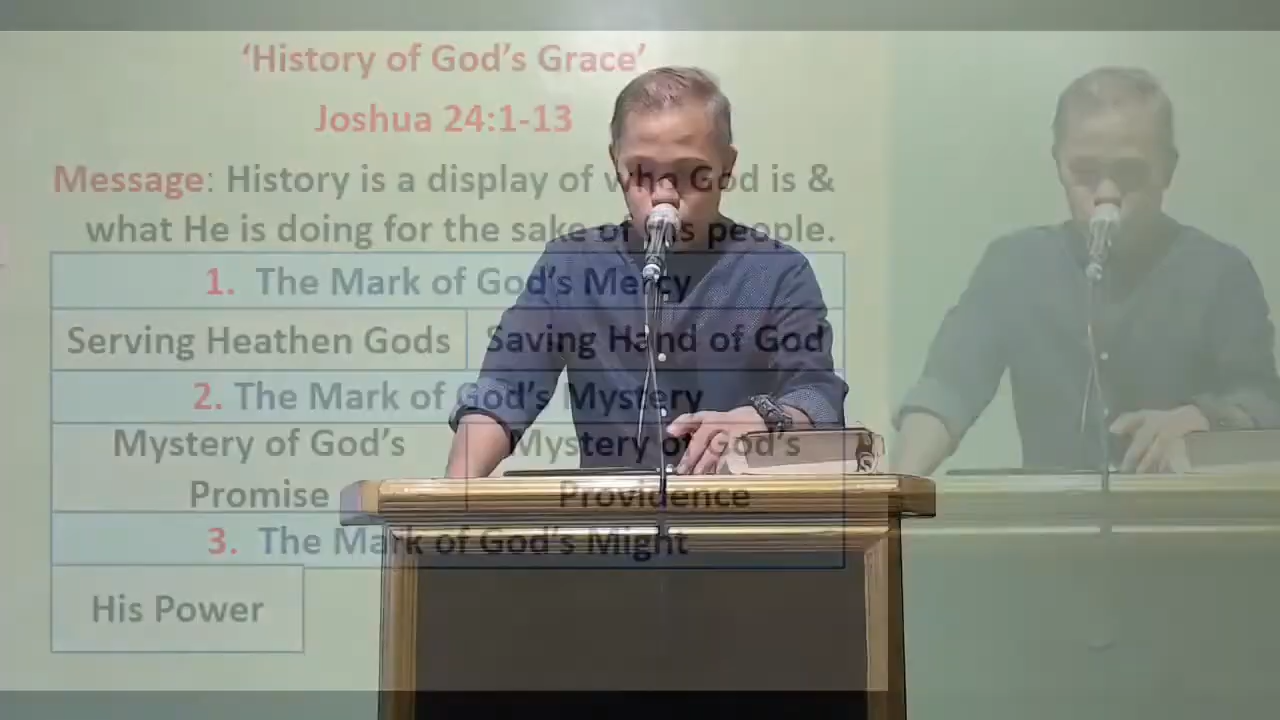 ‘History of God’s Grace’
Joshua 24:1-13
Message: History is a display of who God is &
what He is doing for the sake of His people.
1. The Mark of God’s Mercy
Serving Heathen Gods Saving Hand of God
2. The Mark of God’s Mystery
Mystery of God’s Promise
Mystery of God’s Providence
3. The Mark of God’s Might
His Power